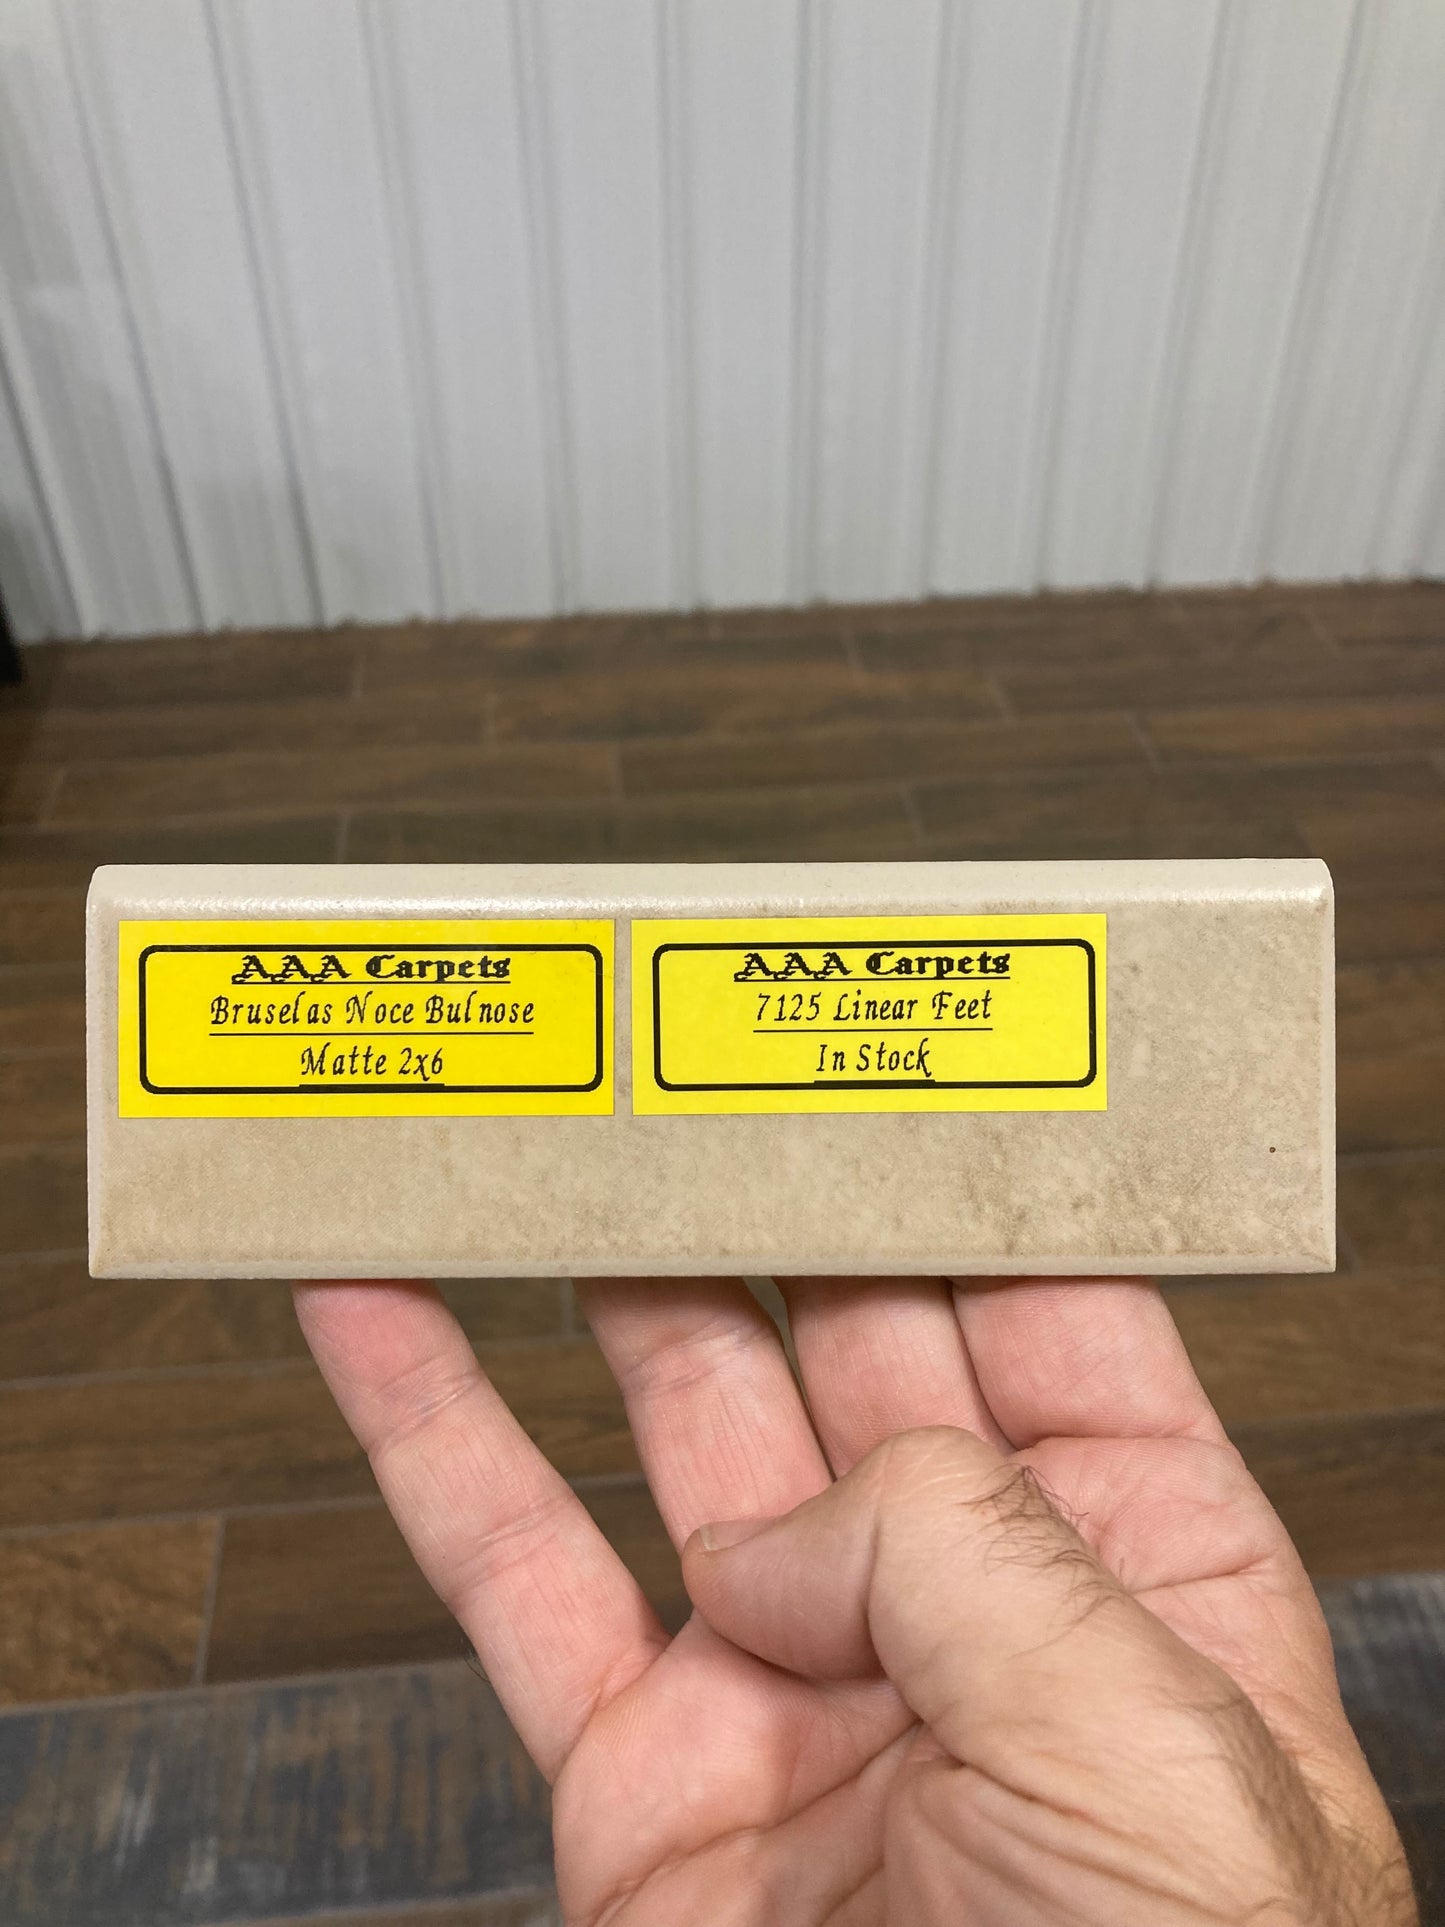 AAA Carpets
Bruselas Noce Bulnose
Matte 2x6
AAA Carpets
7125 Linear Feet
In Stock